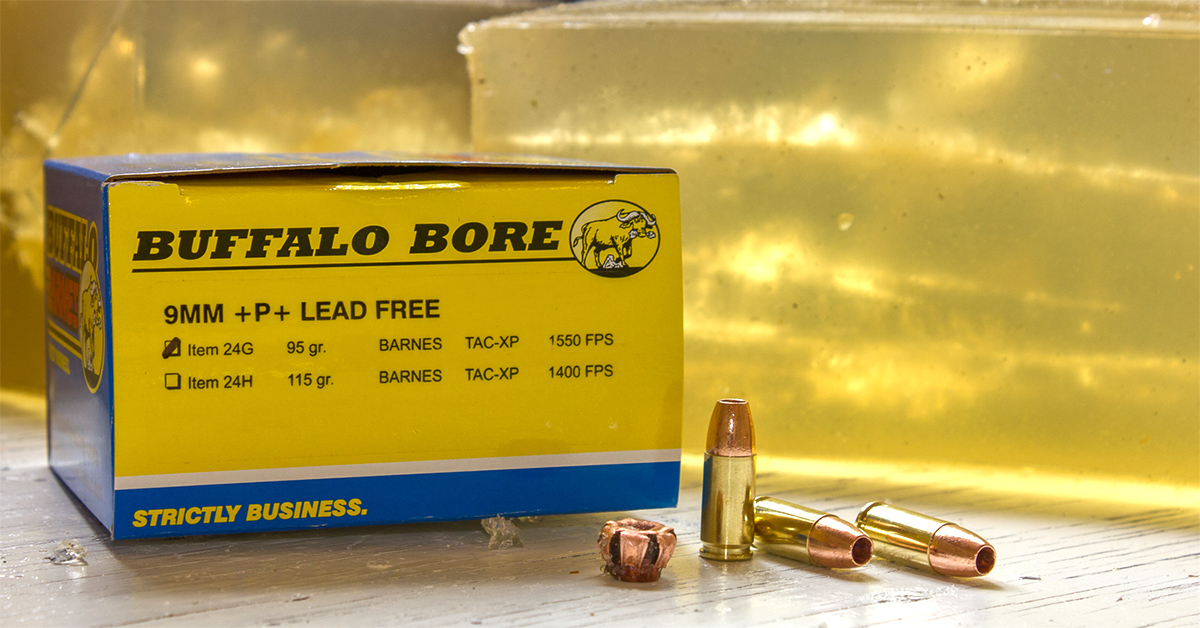 BUFFALO BORE
9MM +P+ LEAD FREE
Item 24G 95 gr. BARNES TAC-XP 1550 FPS
Item 24H 115 gr. BARNES TAC-XP 1400 FPS
STRICTLY BUSINESS.
BUFFALO